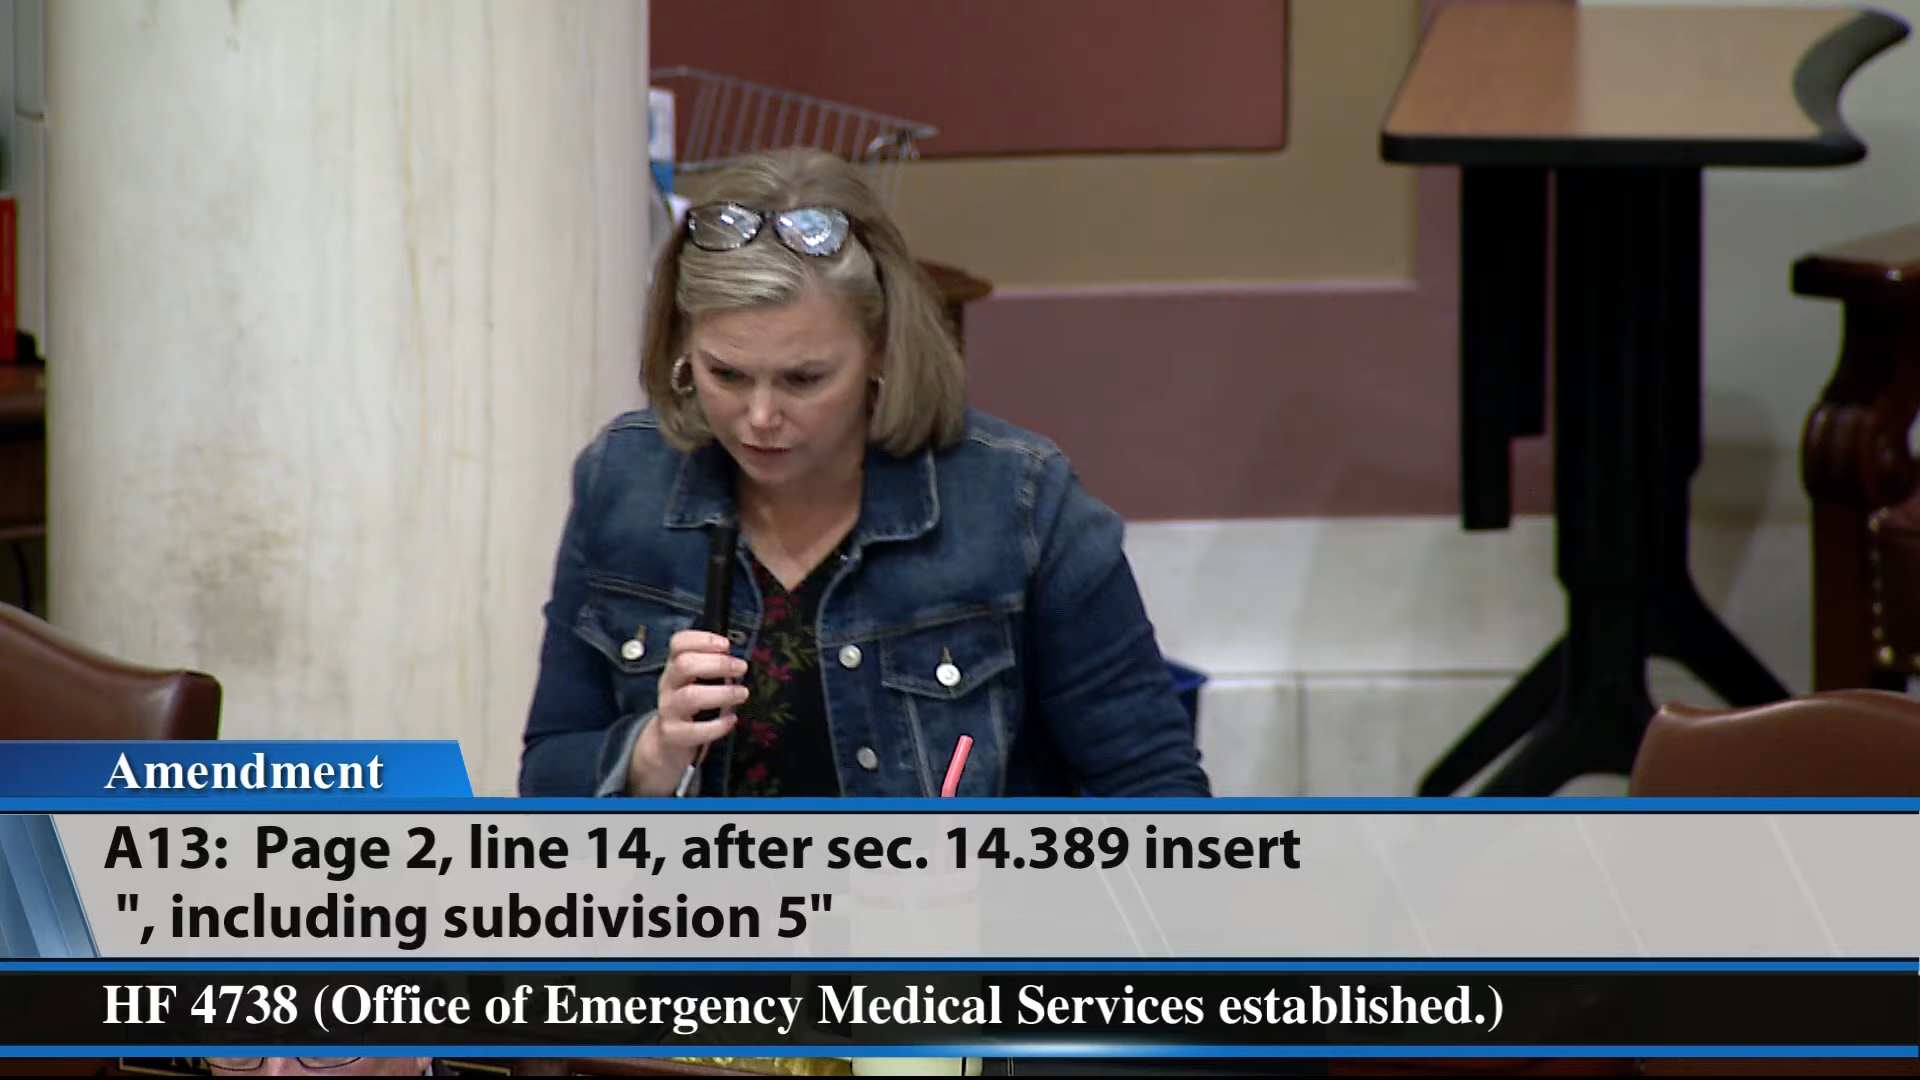 Amendment
A13: Page 2, line 14, after sec. 14.389 insert
", including subdivision 5"
HF 4738 (Office of Emergency Medical Services established.)